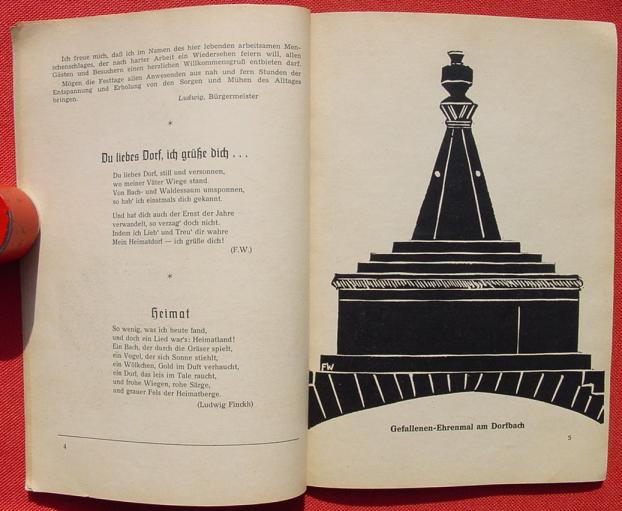 Ich freue mich, daß ich im Namen des hier lebenden arbeitsamen Men-
schenschlages, der nach harter Arbeit ein Wiedersehen feiern will, allen
Gästen und Besuchern einen herzlichen Willkommensgruß entbieten darf.
Mögen die Festtage allen Anwesenden aus nah und fern Stunden der
Entspannung und Erholung von den Sorgen und Mühen des Alltages
bringen.
Ludwig, Bürgermeister
*
Du liebes Dorf, ich grüße dich . . .
Du liebes Dorf, still und versonnen,
wo meiner Väter Wiege stand.
Von Bach- und Waldessaum umsponnen,
so hab' ich einstmals dich gekannt.
Und hat dich auch der Ernst der Jahre
verwandelt, so verzag' doch nicht.
Indem ich Lieb' und Treu' dir wahre
Mein Heimatdorf — ich grüße dich!
(F.W.)
*
Heimat
So wenig, was ich heute fand,
und doch ein Lied war's: Heimatland!
Ein Bach, der durch die Gräser spielt,
ein Vogel, der sich Sonne stiehlt,
ein Wölkchen, Gold im Duft verhaucht,
ein Dorf, das leis im Tale raucht,
und frohe Wiegen, rohe Särge,
und grauer Fels der Heimatberge.
(Ludwig Finckh)
4
FW
Gefallenen-Ehrenmal am Dorfbach
5